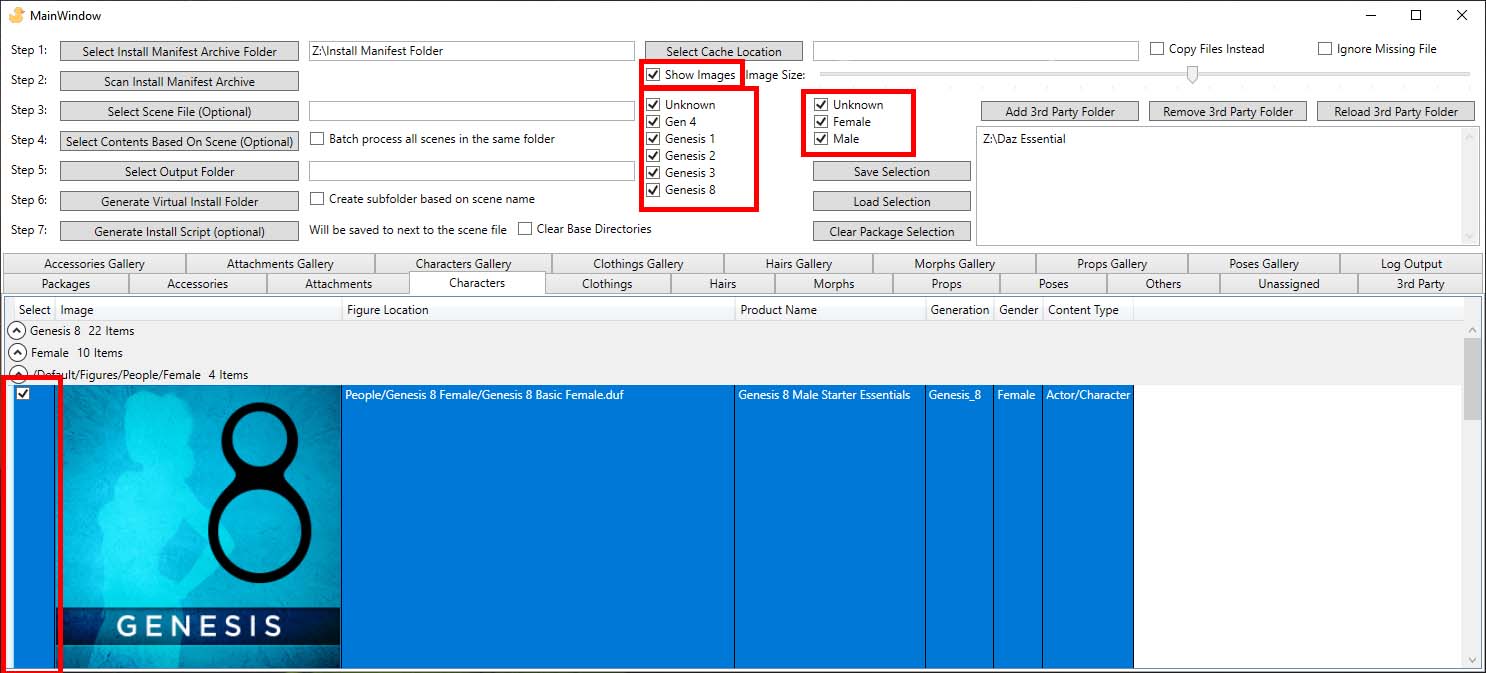 MainWindow
Step 1: Select Install Manifest Archive Folder Z:\Install Manifest Folder Select Cache Location Copy Files Instead Ignore Missing File
Step 2: Scan Install Manifest Archive Show Images Image Size:
Step 3: Select Scene File (Optional) Unknown Unknown Add 3rd Party Folder Remove 3rd Party Folder Reload 3rd Party Folder
Gen 4 Female
Step 4: Select Contents Based On Scene (Optional) Batch process all scenes in the same folder Genesis 1 Male Z:\Daz Essential
Genesis 2
Step 5: Select Output Folder Genesis 3 Save Selection
Genesis 8
Step 6: Generate Virtual Install Folder Create subfolder based on scene name Load Selection
Step 7: Generate Install Script (optional) Will be saved to next to the scene file Clear Base Directories Clear Package Selection
Accessories Gallery Attachments Gallery Characters Gallery Clothings Gallery Hairs Gallery Morphs Gallery Props Gallery Poses Gallery Log Output
Packages Accessories Attachments Characters Clothings Hairs Morphs Props Poses Others Unassigned 3rd Party
Select Image Figure Location Product Name Generation Gender Content Type
Genesis 8 22 Items
Female 10 Items
/Default/Figures/People/Female 4 Items
People/Genesis 8 Female/Genesis 8 Basic Female.duf Genesis 8 Male Starter Essentials Genesis_8 Female Actor/Character
8
GENESIS